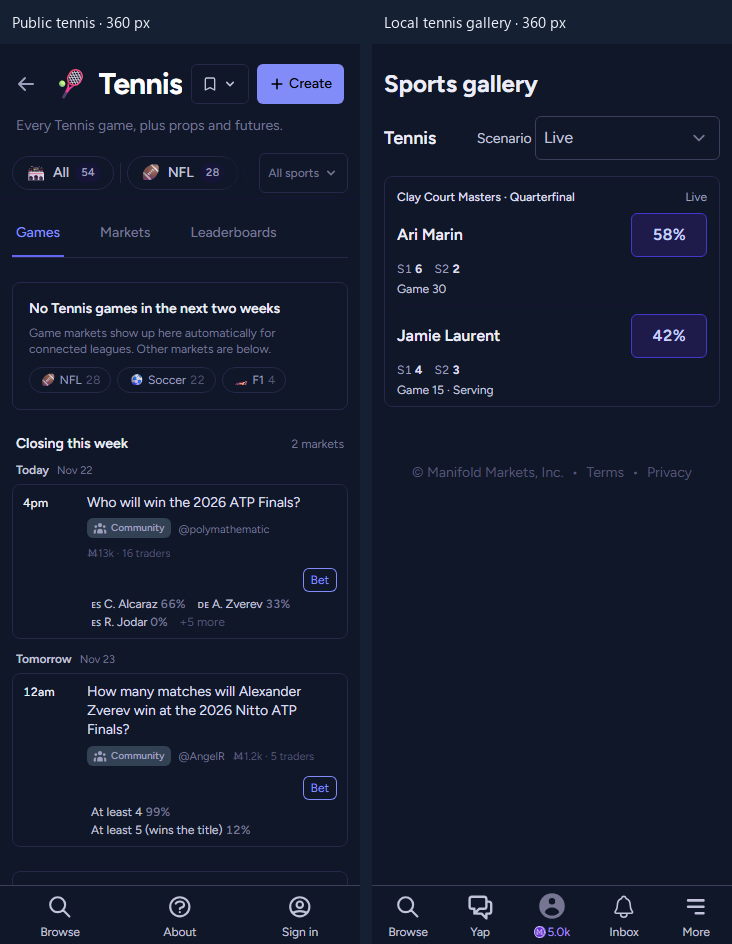 Public tennis · 360 px
Tennis
Create
Every Tennis game, plus props and futures.
All 54
NFL 28
All sports
Games Markets Leaderboards
No Tennis games in the next two weeks
Game markets show up here automatically for
connected leagues. Other markets are below.
NFL 28 Soccer 22 F1 4
Closing this week 2 markets
Today Nov 22
4pm Who will win the 2026 ATP Finals?
Community @polymathematic
M13k · 16 traders
Bet
ES C. Alcaraz 66% DE A. Zverev 33%
ES R. Jodar 0% +5 more
Tomorrow Nov 23
12am How many matches will Alexander
Zverev win at the 2026 Nitto ATP
Finals?
Community @AngelR M1.2k · 5 traders
Bet
At least 4 99%
At least 5 (wins the title) 12%
Browse About Sign in
Local tennis gallery · 360 px
Sports gallery
Tennis Scenario Live
Clay Court Masters · Quarterfinal Live
Ari Marin 58%
S1 6 S2 2
Game 30
Jamie Laurent 42%
S1 4 S2 3
Game 15 · Serving
© Manifold Markets, Inc. • Terms • Privacy
Browse Yap M5.0k Inbox More